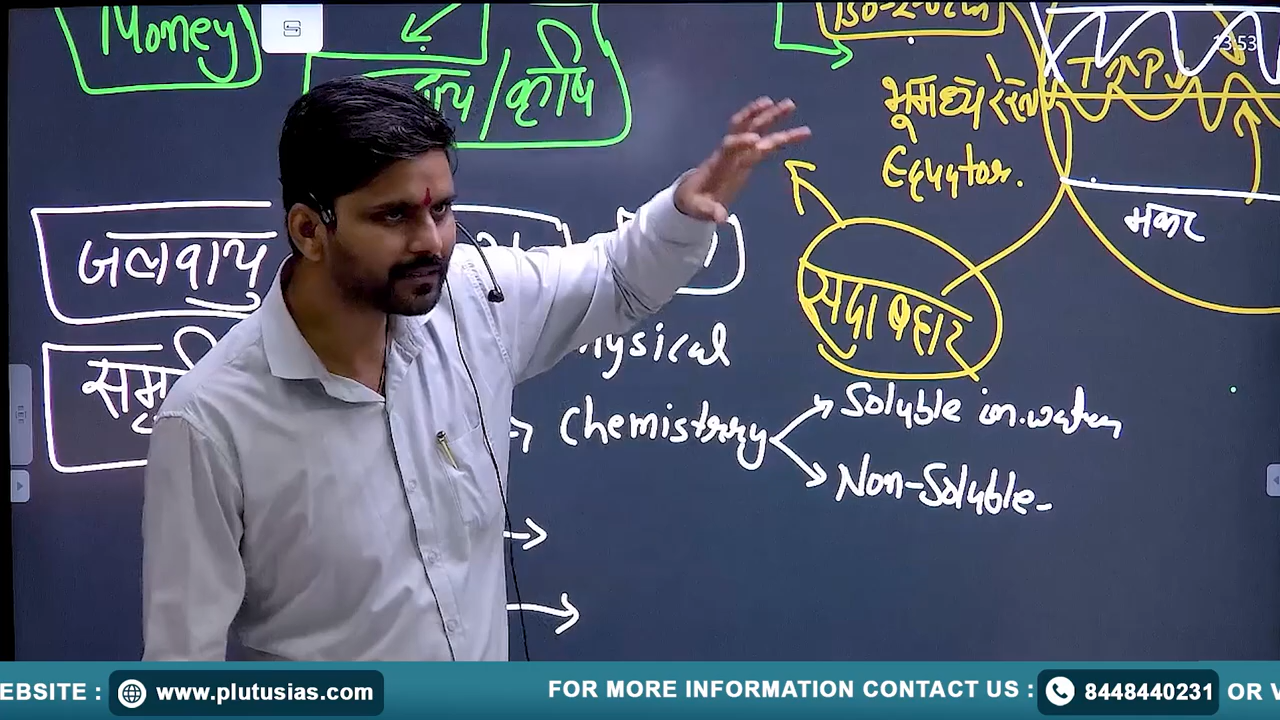 Money
कृषि
13:53
T↑ P↓
भूमध्य रेखा
Equator.
मकर
जलवायु
सदाबहार
Chemistry
Soluble in.water
Non-Soluble-
EBSITE : www.plutusias.com FOR MORE INFORMATION CONTACT US : 8448440231 OR V